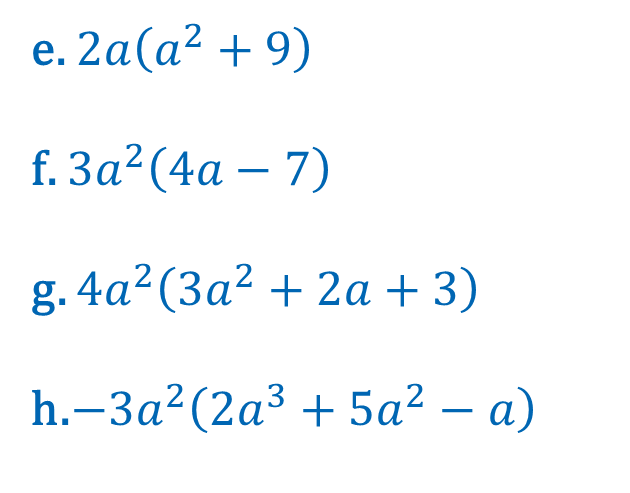 e. 2a(a² + 9)
f. 3a²(4a − 7)
g. 4a²(3a² + 2a + 3)
h.−3a²(2a³ + 5a² − a)